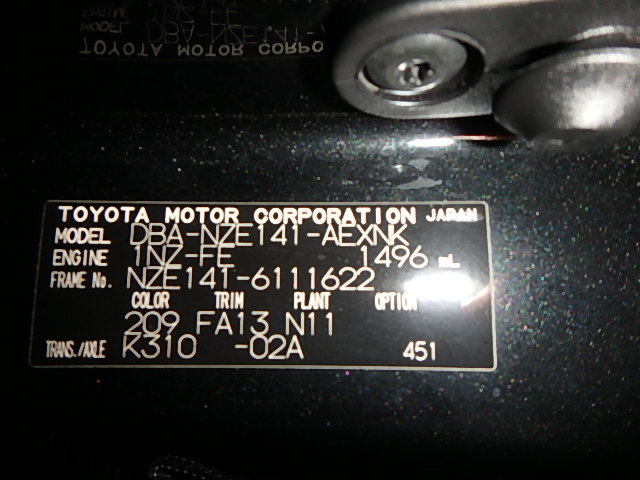 TOYOTA MOTOR CORPORATION JAPAN
MODEL DBA-NZE141-AEXNK
ENGINE 1NZ-FE 1496 mL
FRAME No. NZE141-6111622
COLOR TRIM PLANT OPTION
209 FA13 N11
TRANS./AXLE K310 -02A 451